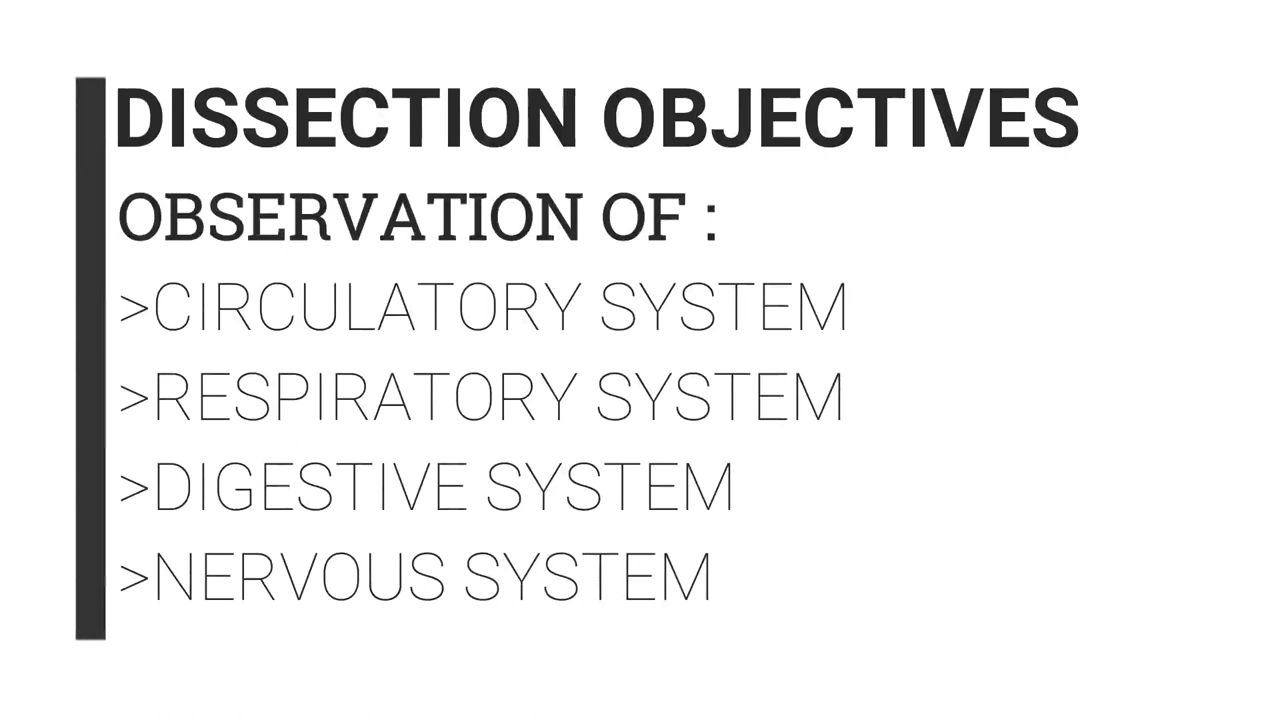 DISSECTION OBJECTIVES
OBSERVATION OF :
>CIRCULATORY SYSTEM
>RESPIRATORY SYSTEM
>DIGESTIVE SYSTEM
>NERVOUS SYSTEM